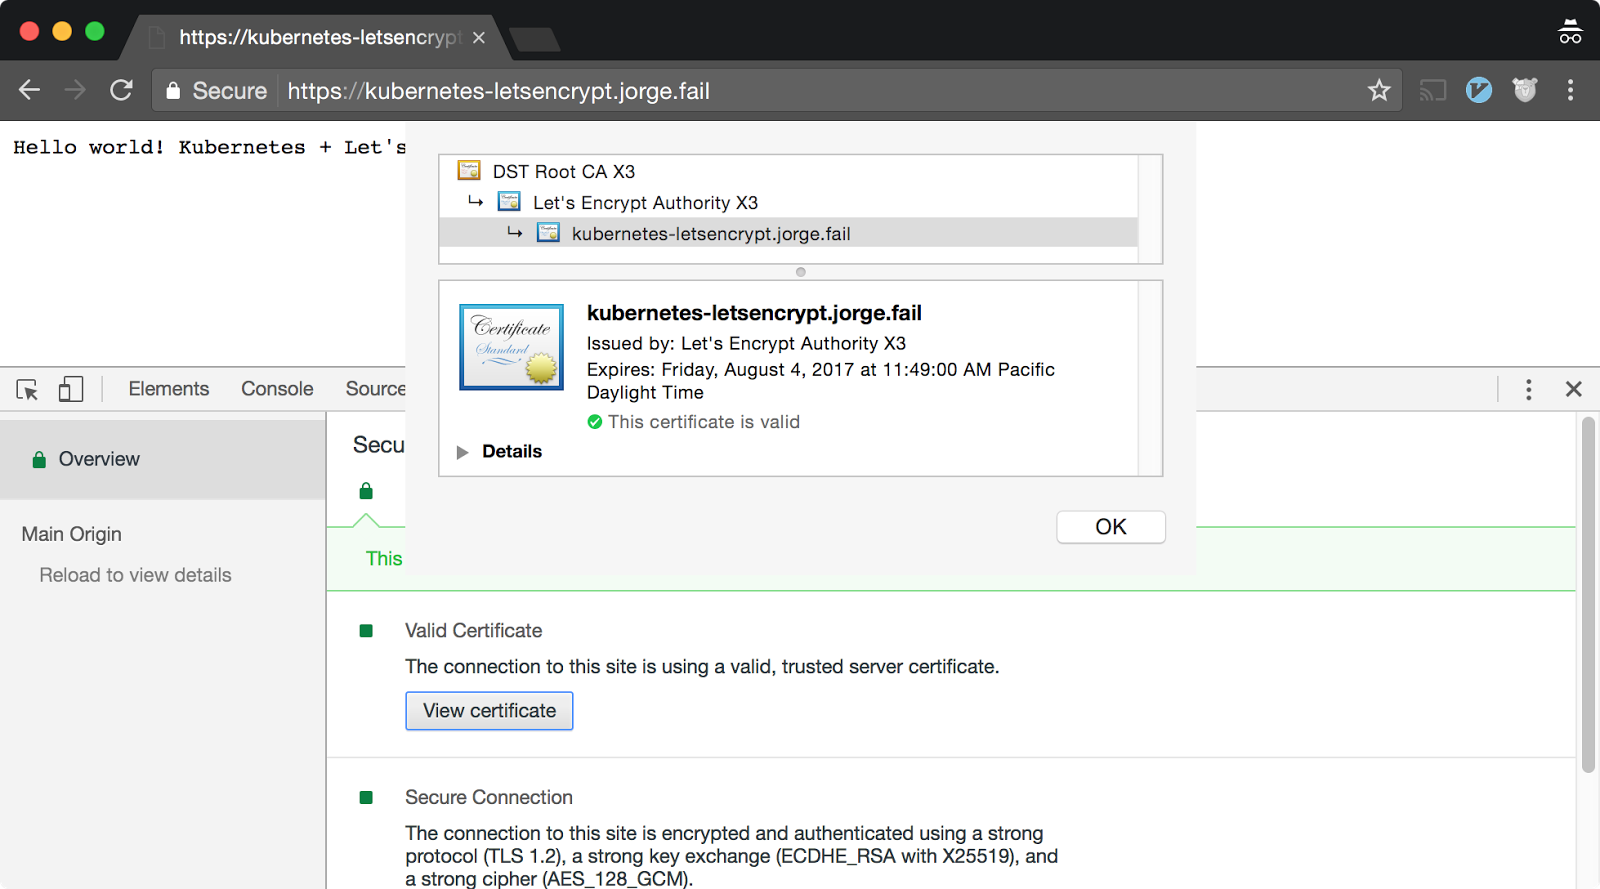 https://kubernetes-letsencrypt
Secure https://kubernetes-letsencrypt.jorge.fail
Hello world! Kubernetes + Let's
DST Root CA X3
Let's Encrypt Authority X3
kubernetes-letsencrypt.jorge.fail
Certificate
Standard
kubernetes-letsencrypt.jorge.fail
Issued by: Let's Encrypt Authority X3
Expires: Friday, August 4, 2017 at 11:49:00 AM Pacific
Daylight Time
This certificate is valid
Details
OK
Elements Console Source
Overview
Main Origin
Reload to view details
Secu
This
Valid Certificate
The connection to this site is using a valid, trusted server certificate.
View certificate
Secure Connection
The connection to this site is encrypted and authenticated using a strong
protocol (TLS 1.2), a strong key exchange (ECDHE_RSA with X25519), and
a strong cipher (AES_128_GCM).